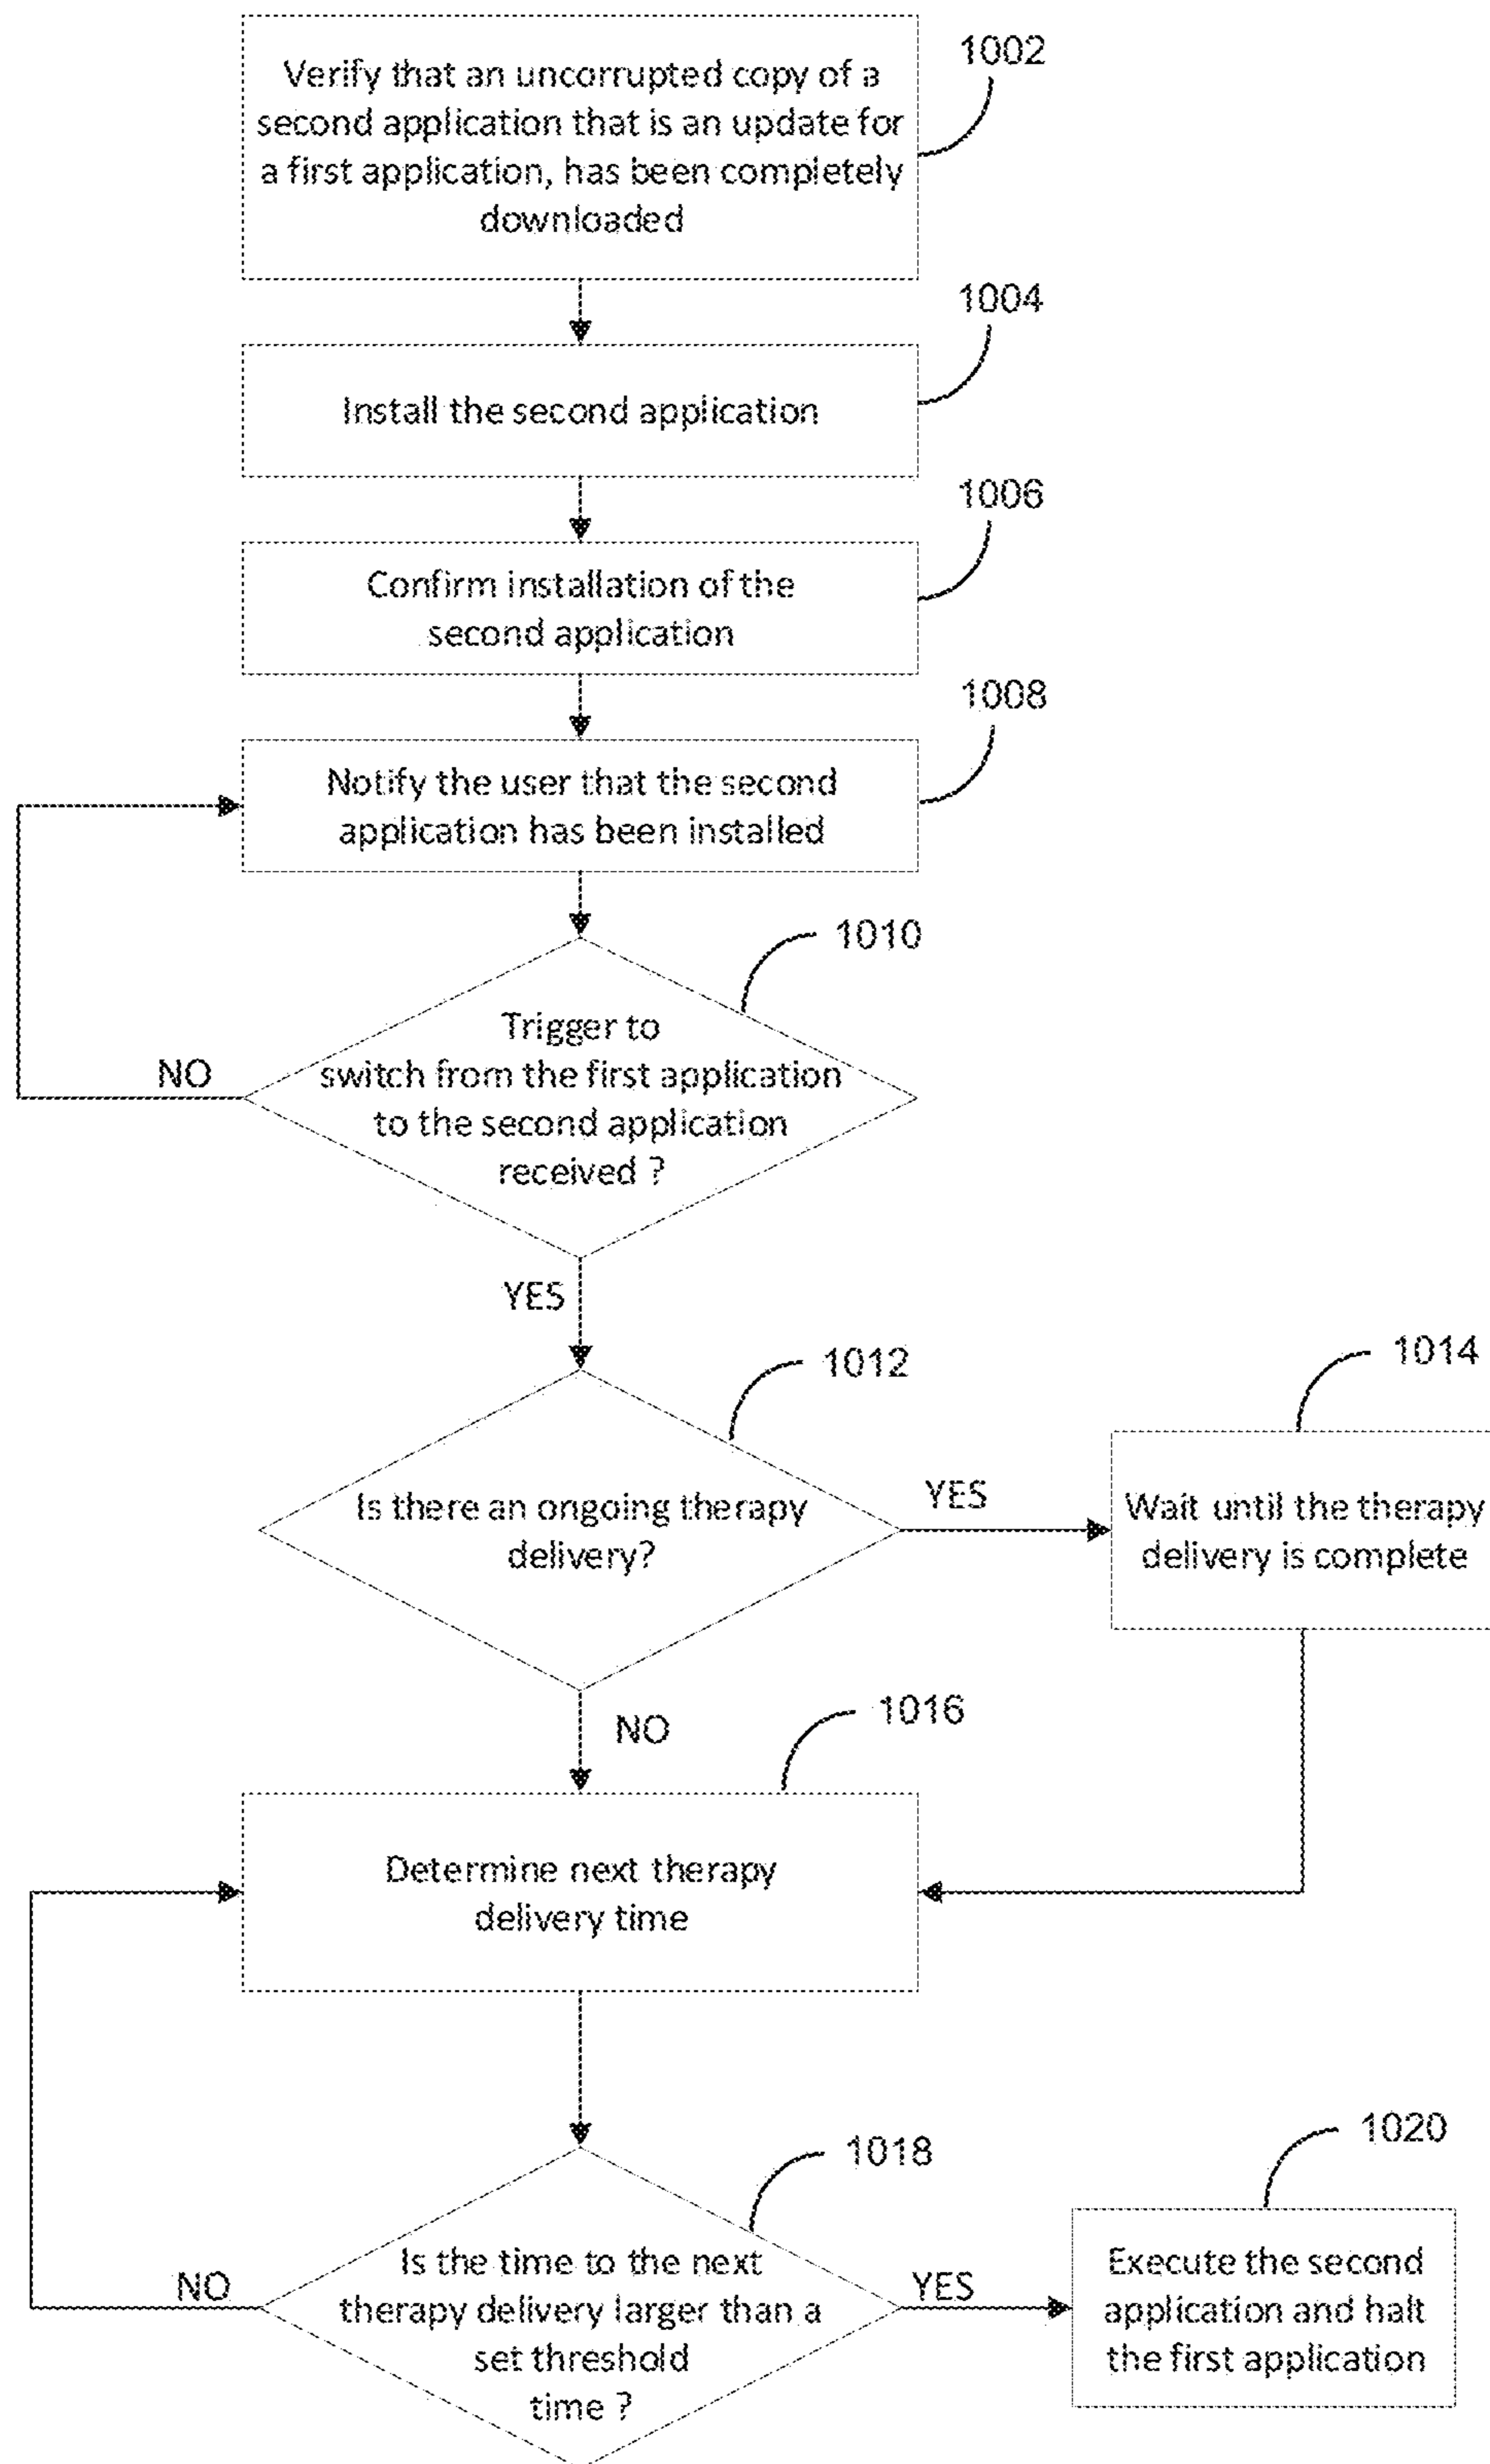 1002
Verify that an uncorrupted copy of a
second application that is an update for
a first application, has been completely
downloaded
1004
Install the second application
1006
Confirm installation of the
second application
1008
Notify the user that the second
application has been installed
1010
Trigger to
switch from the first application
to the second application
received ?
NO
YES
1012
Is there an ongoing therapy
delivery?
YES
1014
Wait until the therapy
delivery is complete
NO
1016
Determine next therapy
delivery time
1018
Is the time to the next
therapy delivery larger than a
set threshold
time ?
NO
YES
1020
Execute the second
application and halt
the first application